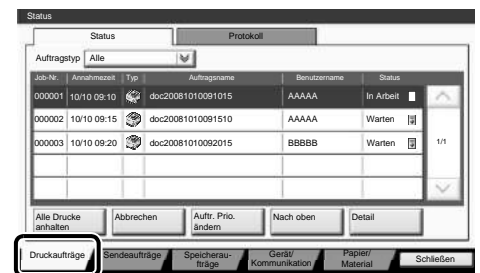 Status
Status Protokoll
Auftragstyp Alle
Job-Nr. Annahmezeit Typ Auftragsname Benutzername Status
000001 10/10 09:10 doc20081010091015 AAAAA In Arbeit
000002 10/10 09:15 doc20081010091510 AAAAA Warten
000003 10/10 09:20 doc20081010092015 BBBBB Warten 1/1
Alle Drucke
anhalten
Abbrechen
Auftr. Prio.
ändern
Nach oben
Detail
Druckaufträge
Sendeaufträge
Speicherau-
fträge
Gerät/
Kommunikation
Papier/
Material
Schließen